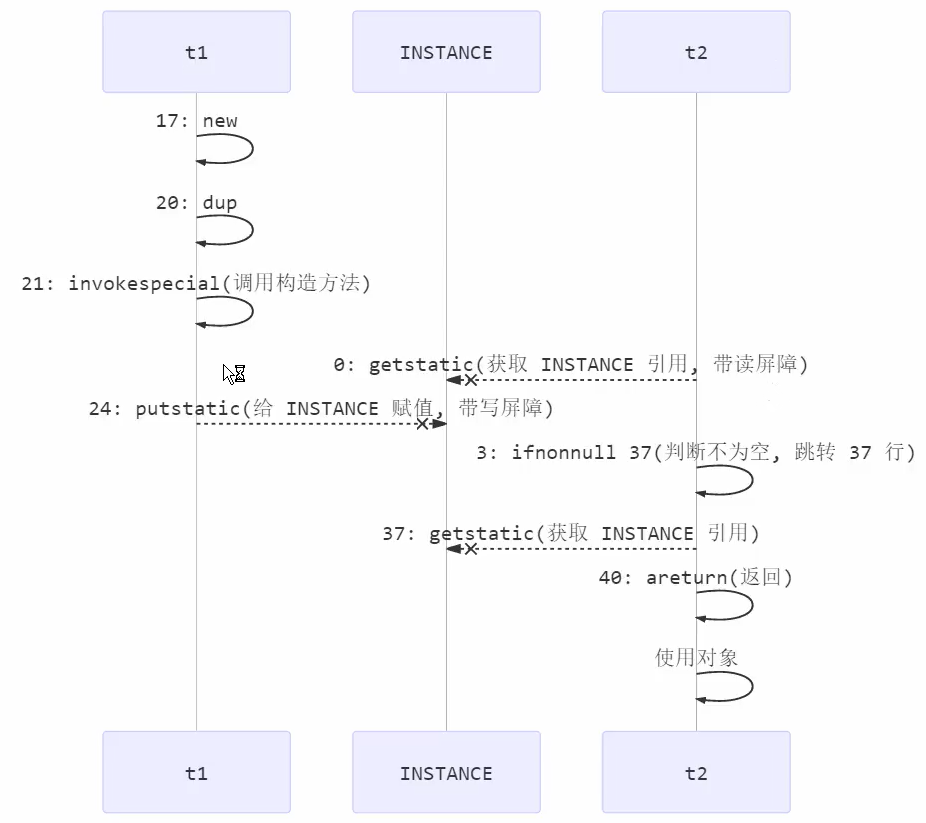 t1
INSTANCE
t2
17: new
20: dup
21: invokespecial(调用构造方法)
0: getstatic(获取 INSTANCE 引用, 带读屏障)
24: putstatic(给 INSTANCE 赋值, 带写屏障)
3: ifnonnull 37(判断不为空, 跳转 37 行)
37: getstatic(获取 INSTANCE 引用)
40: areturn(返回)
使用对象
t1
INSTANCE
t2